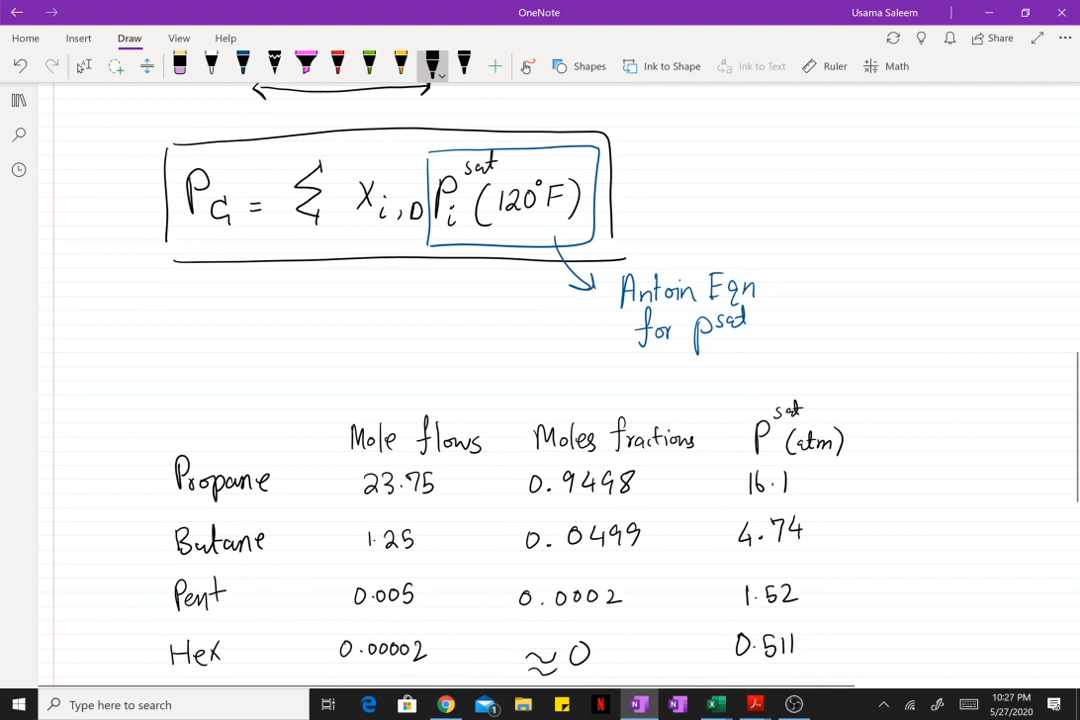 OneNote
Usama Saleem
Home Insert Draw View Help
Share
Shapes Ink to Shape Ink to Text Ruler Math
P_G = Σ x_{i,D} P_i^{sat} (120°F)
Antoin Eqn
for P^{sat}
Mole flows Moles fractions P^{sat} (atm)
Propane 23.75 0.9498 16.1
Butane 1.25 0.0499 4.74
Pent 0.005 0.0002 1.52
Hex 0.00002 ≈ 0 0.511
Type here to search
10:27 PM
5/27/2020